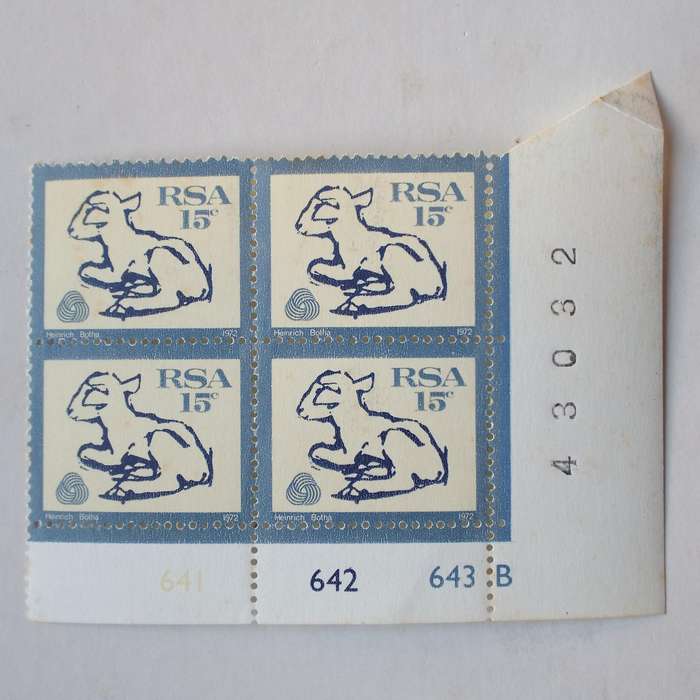 RSA
15c
Heinrich Botha 1972
RSA
15c
Heinrich Botha 1972
RSA
15c
Heinrich Botha 1972
RSA
15c
Heinrich Botha 1972
641 642 643 B
43032